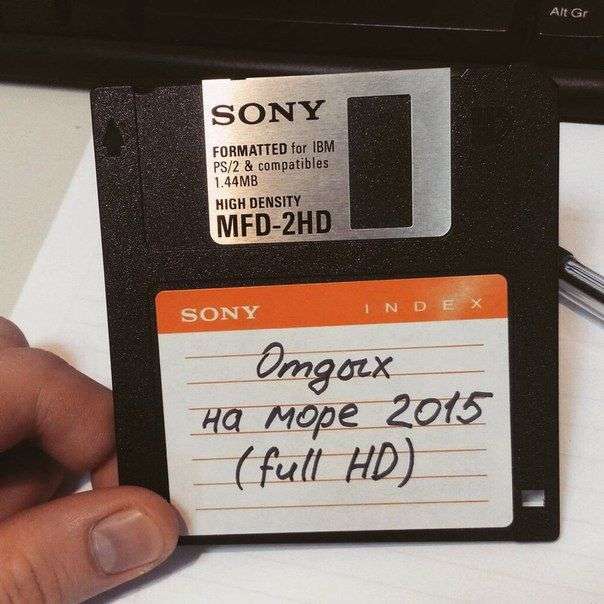 Alt Gr
SONY
FORMATTED for IBM
PS/2 & compatibles
1.44MB
HIGH DENSITY
MFD-2HD
SONY INDEX
Отдых
на море 2015
(full HD)